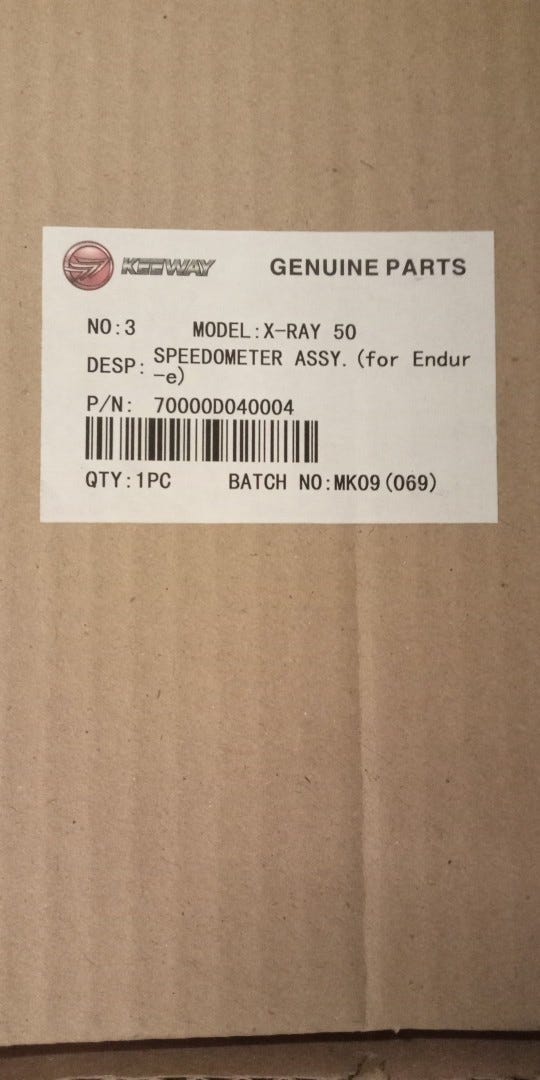 KEEWAY GENUINE PARTS
NO:3 MODEL:X-RAY 50
DESP: SPEEDOMETER ASSY.(for Endur
-e)
P/N: 70000D040004
QTY:1PC BATCH NO:MK09(069)